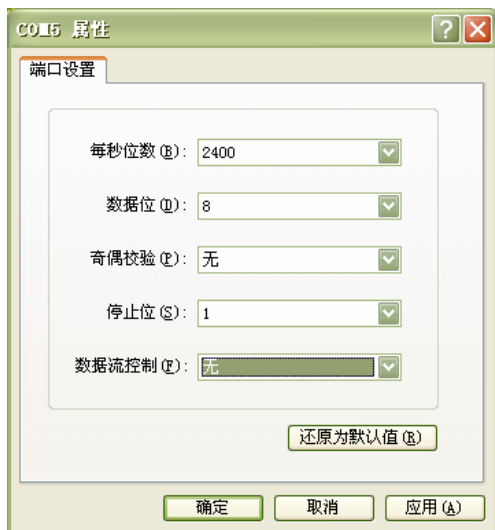 COM5 属性
端口设置
每秒位数(B): 2400
数据位(D): 8
奇偶校验(P): 无
停止位(S): 1
数据流控制(F): 无
还原为默认值(R)
确定 取消 应用(A)